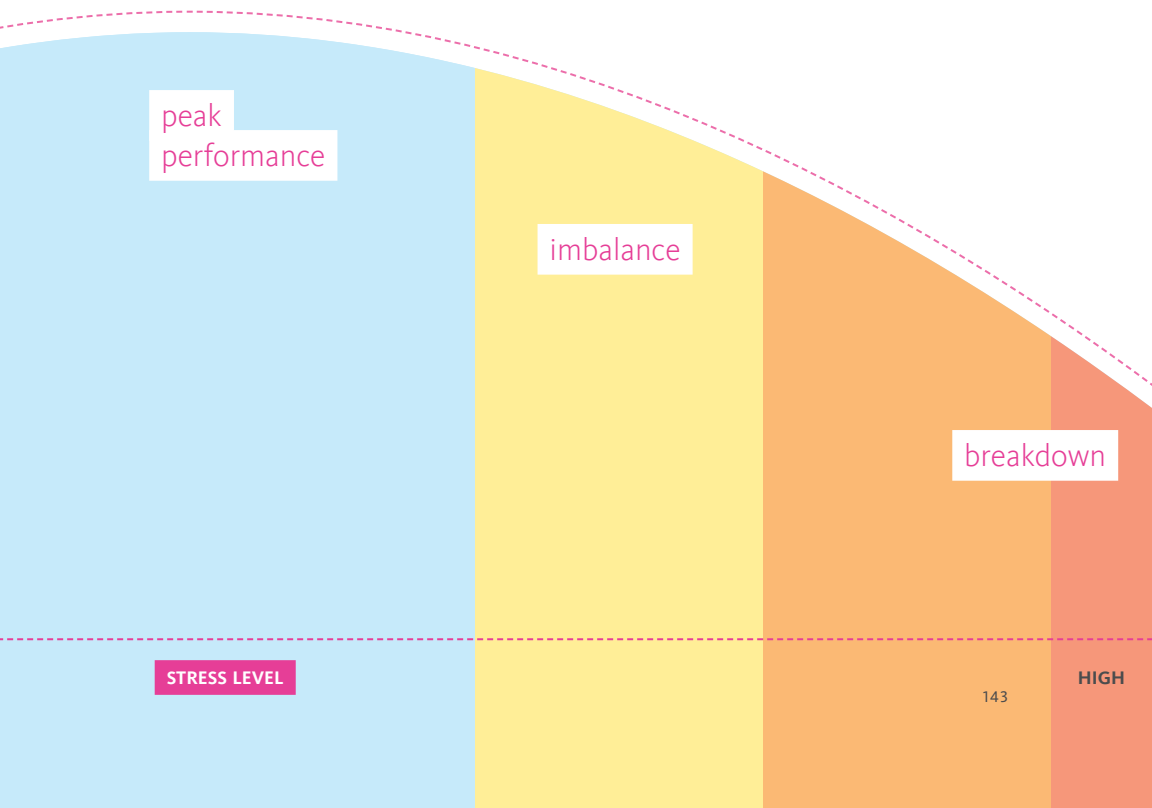 peak
performance
imbalance
breakdown
STRESS LEVEL
HIGH
143